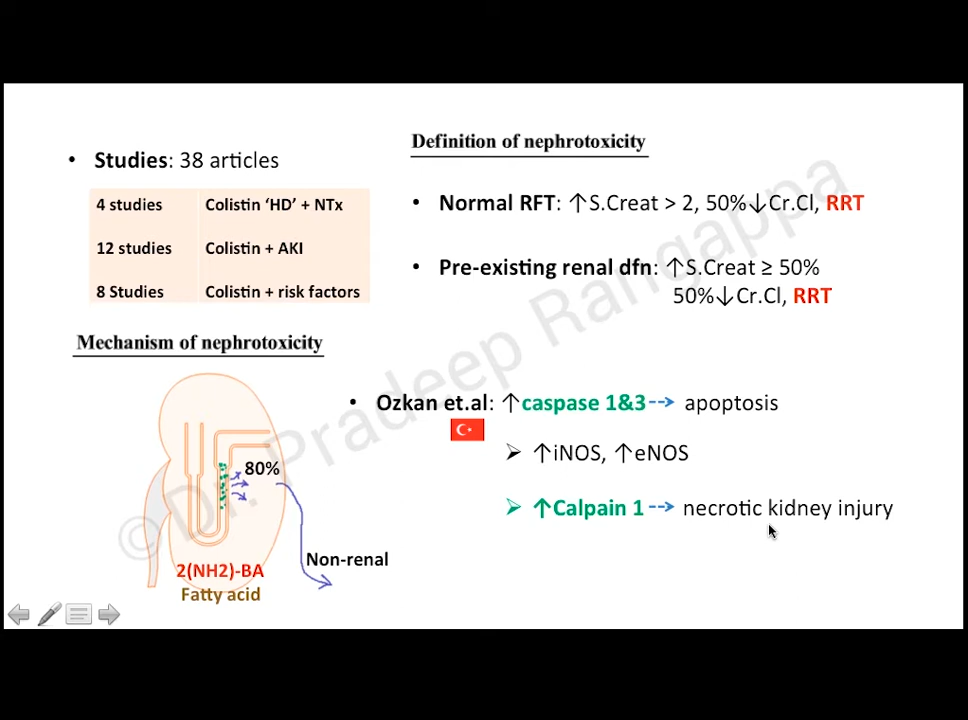 • Studies: 38 articles
4 studies Colistin ‘HD’ + NTx
12 studies Colistin + AKI
8 Studies Colistin + risk factors
Definition of nephrotoxicity
• Normal RFT: ↑S.Creat > 2, 50%↓Cr.Cl, RRT
• Pre-existing renal dfn: ↑S.Creat ≥ 50%
50%↓Cr.Cl, RRT
Mechanism of nephrotoxicity
80%
Non-renal
2(NH2)-BA
Fatty acid
• Ozkan et.al: ↑caspase 1&3 --> apoptosis
➢ ↑iNOS, ↑eNOS
➢ ↑Calpain 1 --> necrotic kidney injury
© Dr. Pradeep Rangappa